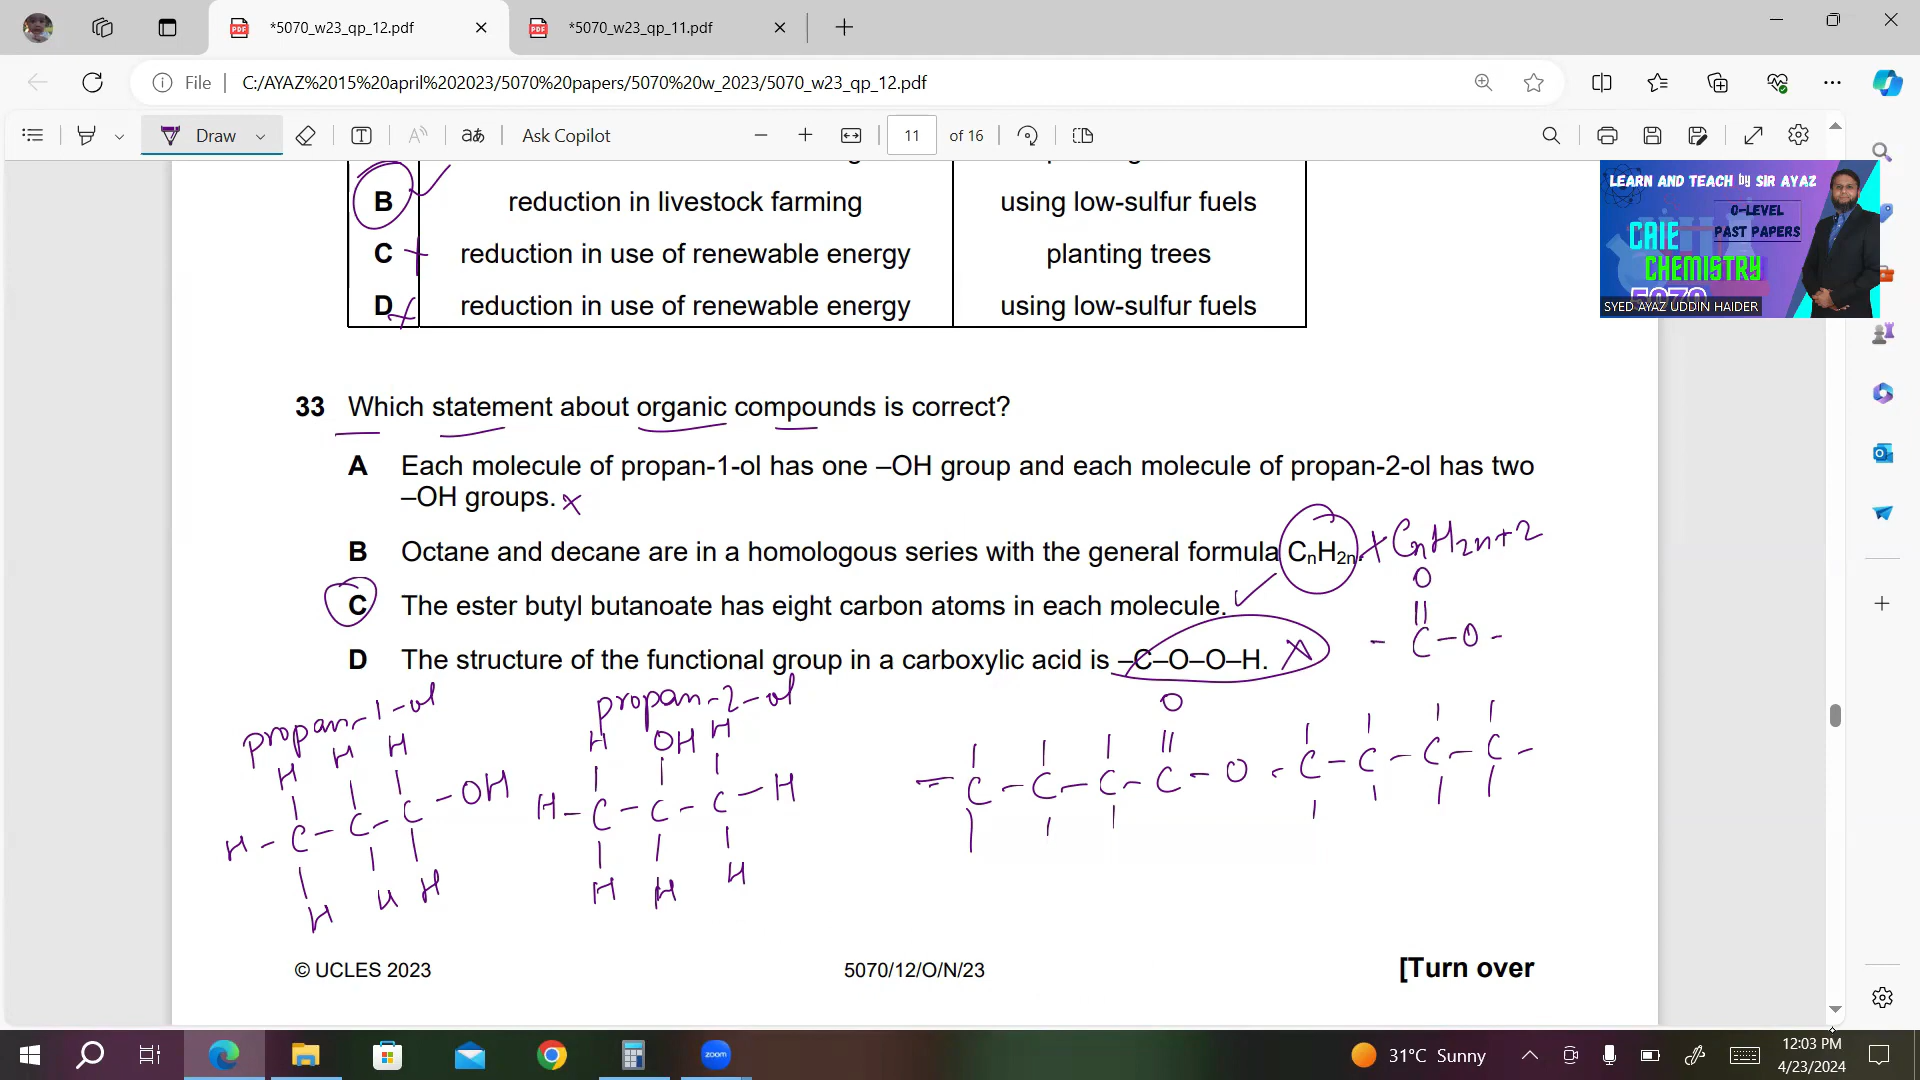 *5070_w23_qp_12.pdf
*5070_w23_qp_11.pdf
File
C:/AYAZ%2015%20april%202023/5070%20papers/5070%20w_2023/5070_w23_qp_12.pdf
Draw
Ask Copilot
11 of 16
B reduction in livestock farming using low-sulfur fuels
C reduction in use of renewable energy planting trees
D reduction in use of renewable energy using low-sulfur fuels
LEARN AND TEACH by SIR AYAZ
O-LEVEL
PAST PAPERS
CAIE
CHEMISTRY
5070
SYED AYAZ UDDIN HAIDER
33 Which statement about organic compounds is correct?
A Each molecule of propan-1-ol has one –OH group and each molecule of propan-2-ol has two
–OH groups.
B Octane and decane are in a homologous series with the general formula CnH2n. CnH2n+2
O
C The ester butyl butanoate has eight carbon atoms in each molecule.
- C - O -
D The structure of the functional group in a carboxylic acid is –C–O–O–H.
propan-1-ol propan-2-ol
O
H H H H OH H
- C - C - C - C - O - C - C - C - C -
H - C - C - C - OH H - C - C - C - H
H H H H H H
© UCLES 2023 5070/12/O/N/23 [Turn over
zoom
31°C Sunny
12:03 PM
4/23/2024